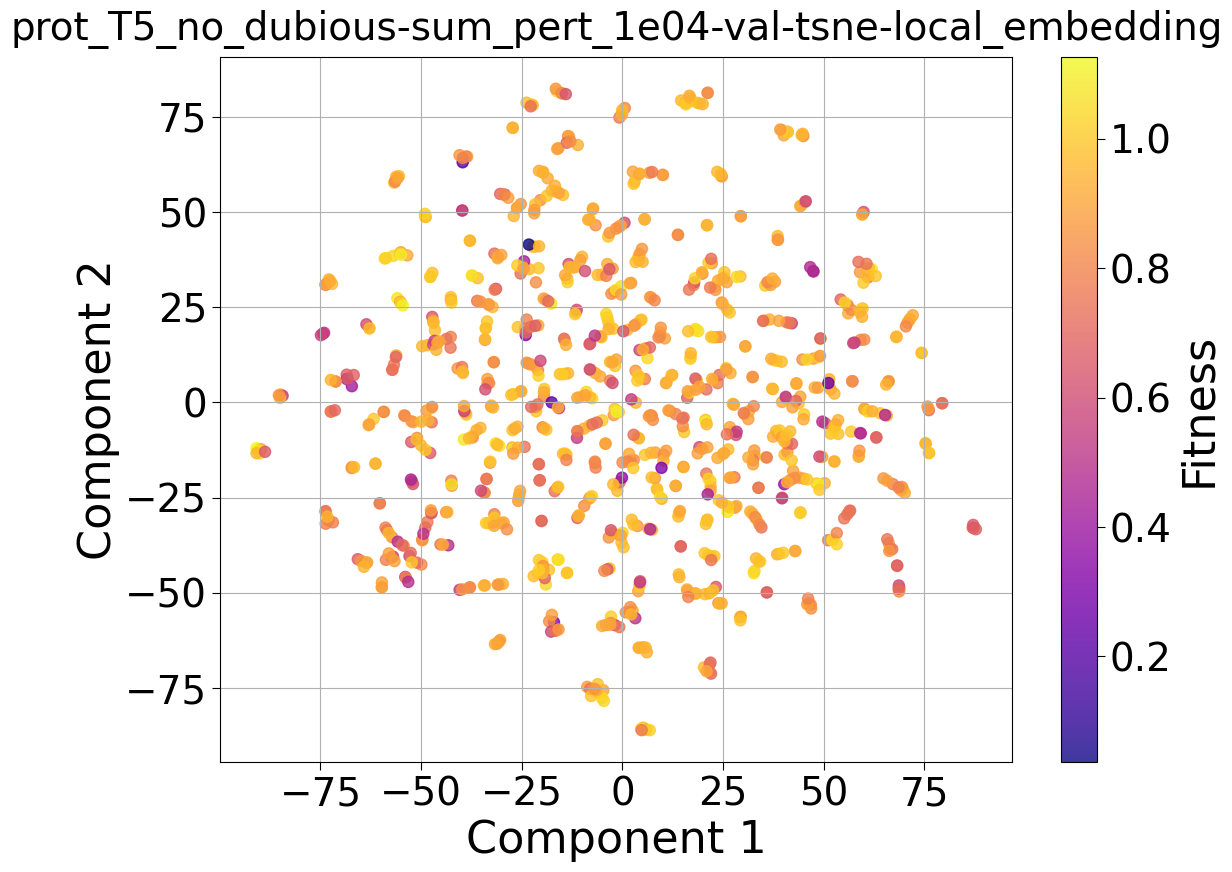 prot_T5_no_dubious-sum_pert_1e04-val-tsne-local_embedding
75
50
25
0
−25
−50
−75
Component 2
−75 −50 −25 0 25 50 75
Component 1
1.0
0.8
0.6
0.4
0.2
Fitness